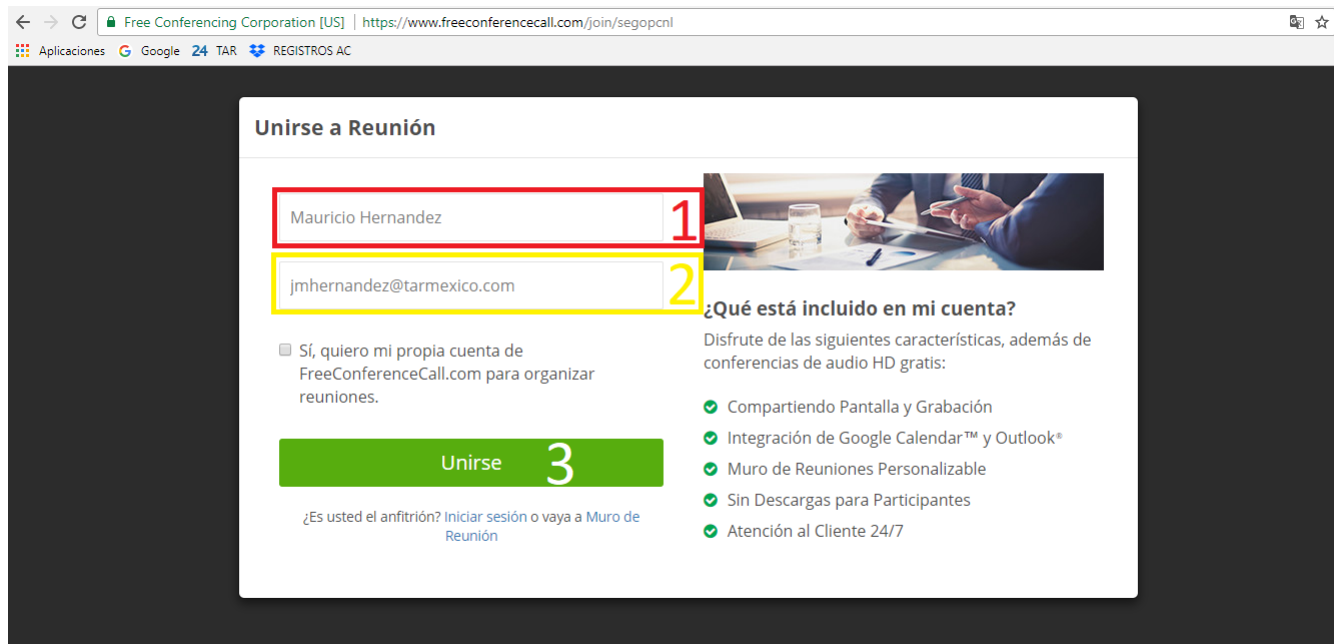 Free Conferencing Corporation [US] | https://www.freeconferencecall.com/join/segopcnl
Aplicaciones G Google 24 TAR REGISTROS AC
Unirse a Reunión
Mauricio Hernandez 1
jmhernandez@tarmexico.com 2
Sí, quiero mi propia cuenta de
FreeConferenceCall.com para organizar
reuniones.
Unirse 3
¿Es usted el anfitrión? Iniciar sesión o vaya a Muro de
Reunión
¿Qué está incluido en mi cuenta?
Disfrute de las siguientes características, además de
conferencias de audio HD gratis:
Compartiendo Pantalla y Grabación
Integración de Google Calendar™ y Outlook®
Muro de Reuniones Personalizable
Sin Descargas para Participantes
Atención al Cliente 24/7